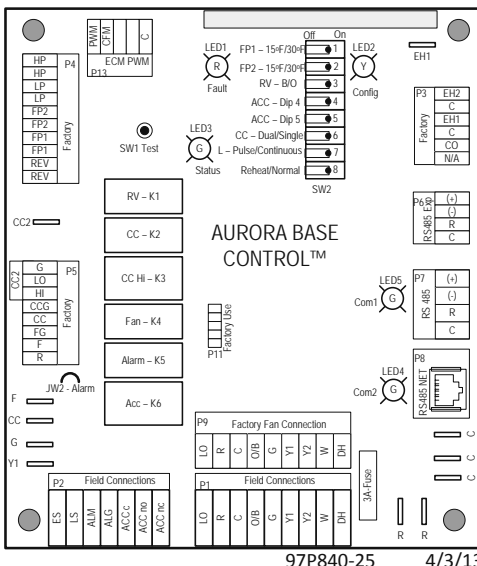 PWM
CFM
C
ECM PWM
P13
HP
HP
LP
LP
FP2
FP2
FP1
FP1
REV
REV
P4
Factory
LED1
R
Fault
Off On
FP1 – 15ºF/30ºF 1
FP2 – 15ºF/30ºF 2
RV – B/O 3
ACC – Dip 4 4
ACC – Dip 5 5
CC – Dual/Single 6
L – Pulse/Continuous 7
Reheat/Normal 8
SW2
LED2
Y
Config
EH1
P3
Factory
EH2
C
EH1
C
CO
N/A
SW1 Test
LED3
G
Status
P6
RS485 Exp
(+)
(-)
R
C
CC2
RV – K1
CC – K2
CC Hi – K3
Fan – K4
Alarm – K5
Acc – K6
AURORA BASE
CONTROL™
CC2
G
LO
HI
CCG
CC
FG
F
R
P5
Factory
JW2 - Alarm
P11
Factory Use
LED5
Com1
G
P7
RS 485
(+)
(-)
R
C
LED4
Com2
G
P8
RS485 NET
F
CC
G
Y1
P9 Factory Fan Connection
LO R C O/B G Y1 Y2 W DH
P2 Field Connections
ES LS ALM ALG ACC c ACC no ACC nc
P1 Field Connections
LO R C O/B G Y1 Y2 W DH
3A-Fuse
C
C
C
R R
97P840-25 4/3/13